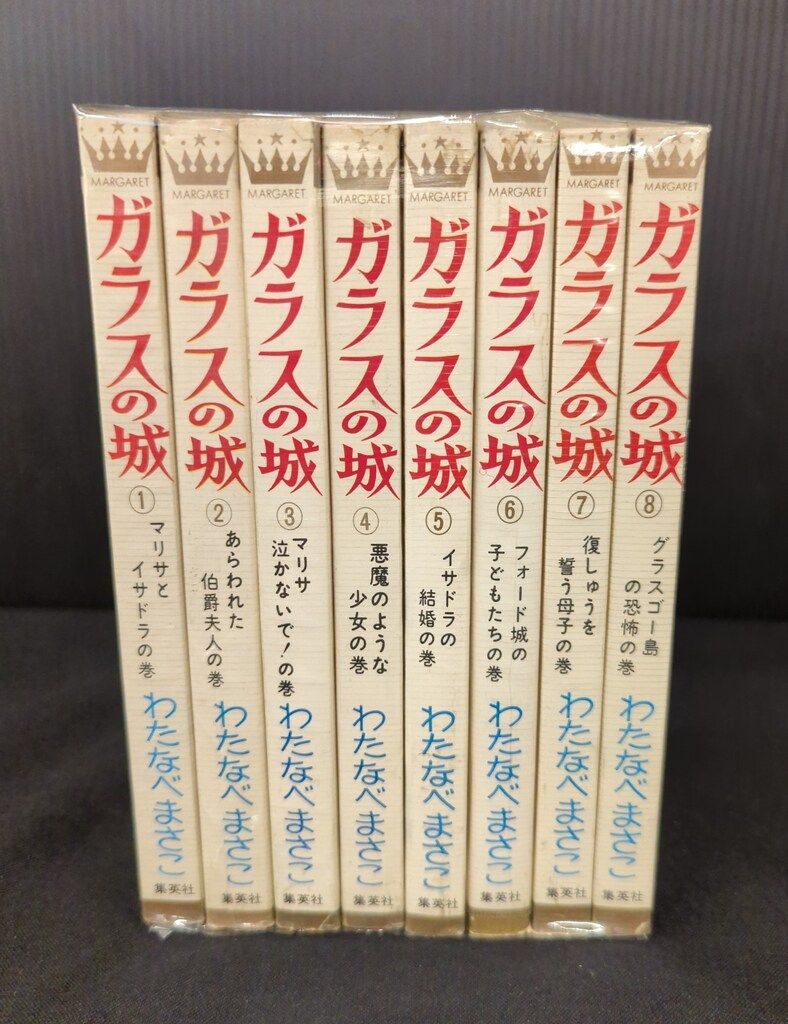 MARGARET
ガラスの城
①
マリサと
イサドラの巻
わたなべまさこ
集英社
MARGARET
ガラスの城
②
あらわれた
伯爵夫人の巻
わたなべまさこ
集英社
MARGARET
ガラスの城
③
マリサ
泣かないで!の巻
わたなべまさこ
集英社
MARGARET
ガラスの城
④
悪魔のような
少女の巻
わたなべまさこ
集英社
MARGARET
ガラスの城
⑤
イサドラの
結婚の巻
わたなべまさこ
集英社
MARGARET
ガラスの城
⑥
フォード城の
子どもたちの巻
わたなべまさこ
集英社
MARGARET
ガラスの城
⑦
復しゅうを
誓う母子の巻
わたなべまさこ
集英社
MARGARET
ガラスの城
⑧
グラスゴー島
の恐怖の巻
わたなべまさこ
集英社